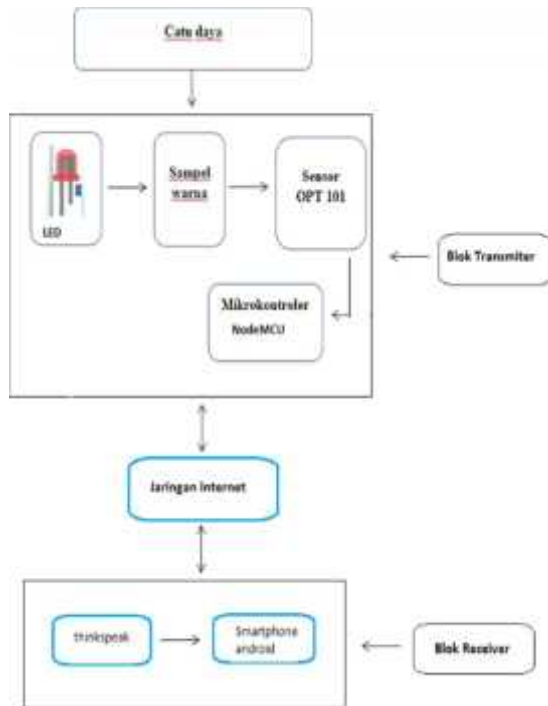 Catu daya
LED
Sampel
warna
Sensor
OPT 101
Blok Transmiter
Mikrokontroler
NodeMCU
Jaringan Internet
thinkspeak
Smartphone
android
Blok Receiver